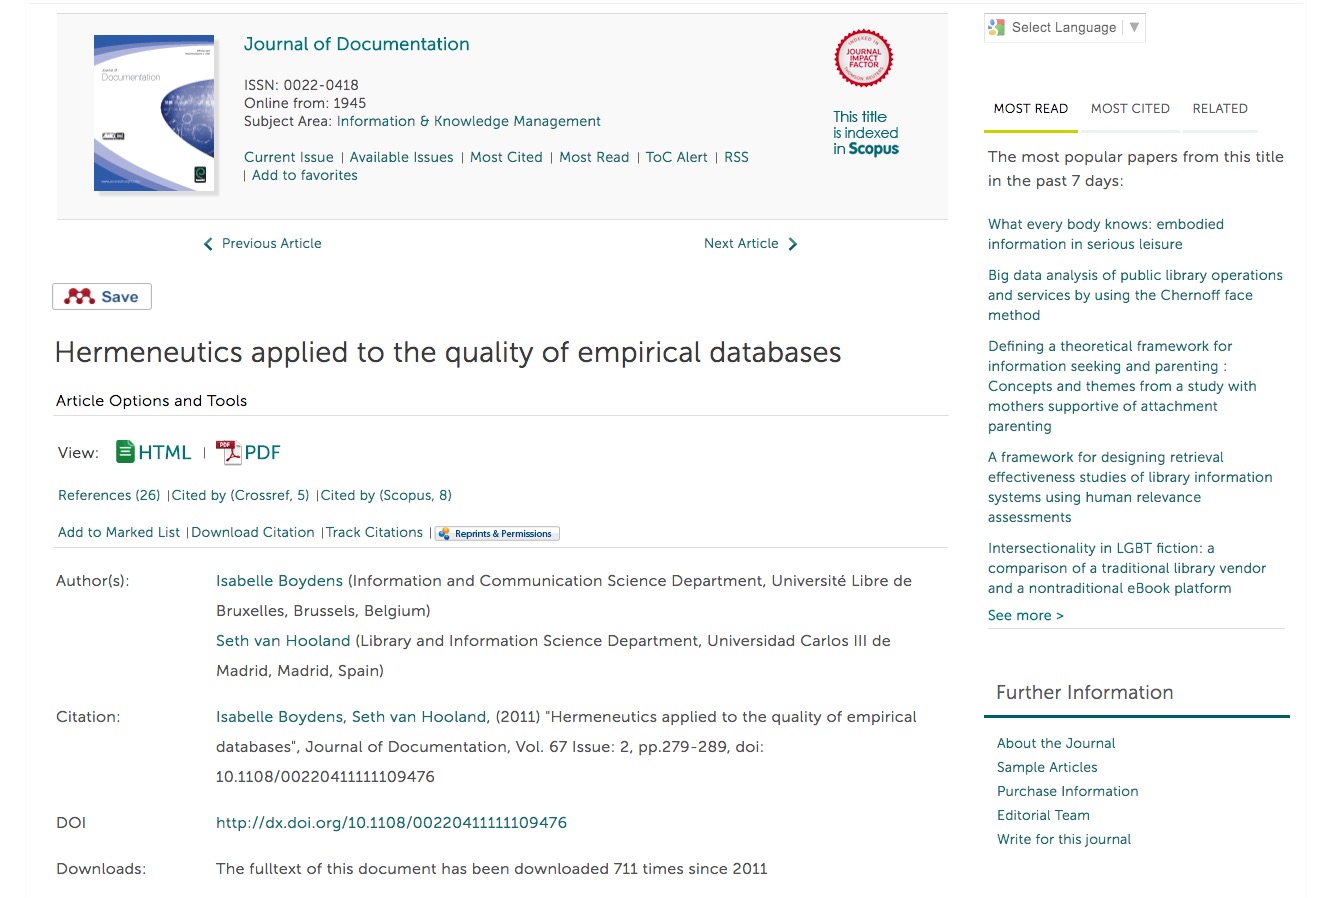 Journal of
Documentation
Journal of Documentation
ISSN: 0022-0418
Online from: 1945
Subject Area: Information & Knowledge Management
Current Issue | Available Issues | Most Cited | Most Read | ToC Alert | RSS
| Add to favorites
INDEXED IN
JOURNAL
IMPACT
FACTOR
THOMSON REUTERS
This title
is indexed
in Scopus
Previous Article
Next Article
Save
Hermeneutics applied to the quality of empirical databases
Article Options and Tools
View: HTML | PDF PDF
References (26) |Cited by (Crossref, 5) |Cited by (Scopus, 8)
Add to Marked List |Download Citation |Track Citations | Reprints & Permissions
Author(s): Isabelle Boydens (Information and Communication Science Department, Université Libre de
Bruxelles, Brussels, Belgium)
Seth van Hooland (Library and Information Science Department, Universidad Carlos III de
Madrid, Madrid, Spain)
Citation: Isabelle Boydens, Seth van Hooland, (2011) "Hermeneutics applied to the quality of empirical
databases", Journal of Documentation, Vol. 67 Issue: 2, pp.279-289, doi:
10.1108/00220411111109476
DOI http://dx.doi.org/10.1108/00220411111109476
Downloads: The fulltext of this document has been downloaded 711 times since 2011
Select Language ▼
MOST READ MOST CITED RELATED
The most popular papers from this title
in the past 7 days:
What every body knows: embodied
information in serious leisure
Big data analysis of public library operations
and services by using the Chernoff face
method
Defining a theoretical framework for
information seeking and parenting :
Concepts and themes from a study with
mothers supportive of attachment
parenting
A framework for designing retrieval
effectiveness studies of library information
systems using human relevance
assessments
Intersectionality in LGBT fiction: a
comparison of a traditional library vendor
and a nontraditional eBook platform
See more >
Further Information
About the Journal
Sample Articles
Purchase Information
Editorial Team
Write for this journal